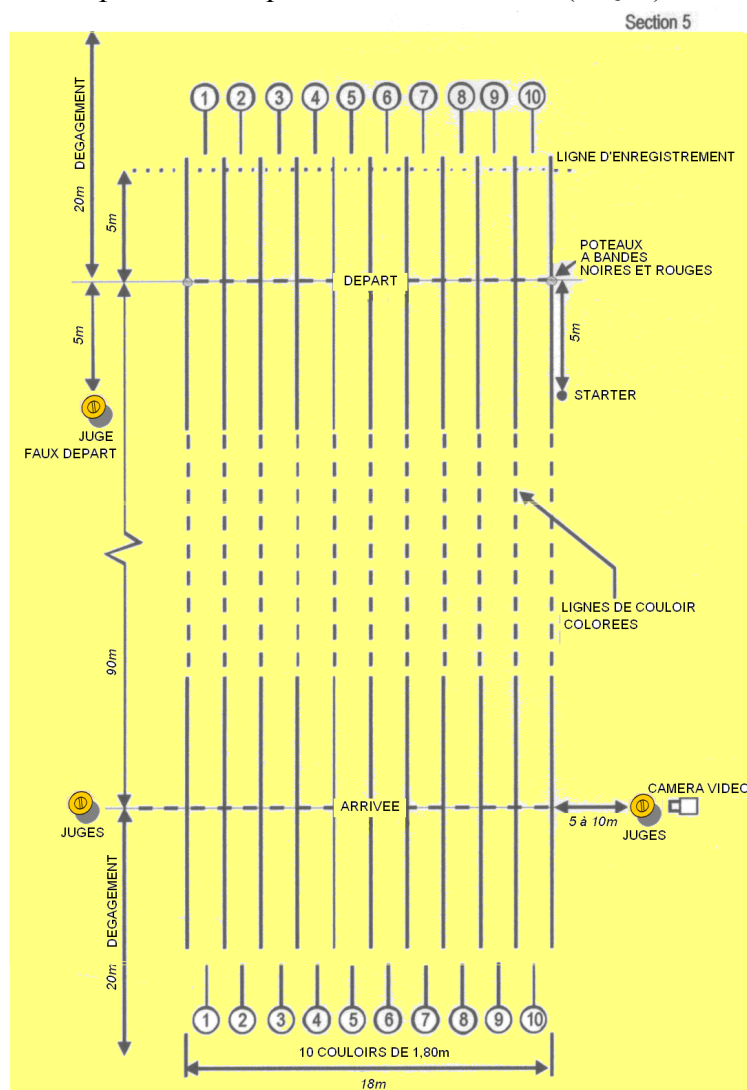 Section 5
1 2 3 4 5 6 7 8 9 10
DEGAGEMENT
20m
5m
LIGNE D'ENREGISTREMENT
POTEAUX
A BANDES
NOIRES ET ROUGES
DEPART
5m
5m
STARTER
JUGE
FAUX DEPART
LIGNES DE COULOIR
COLOREES
90m
CAMERA VIDEO
ARRIVEE
5 à 10m
JUGES
JUGES
DEGAGEMENT
20m
1 2 3 4 5 6 7 8 9 10
10 COULOIRS DE 1,80m
18m